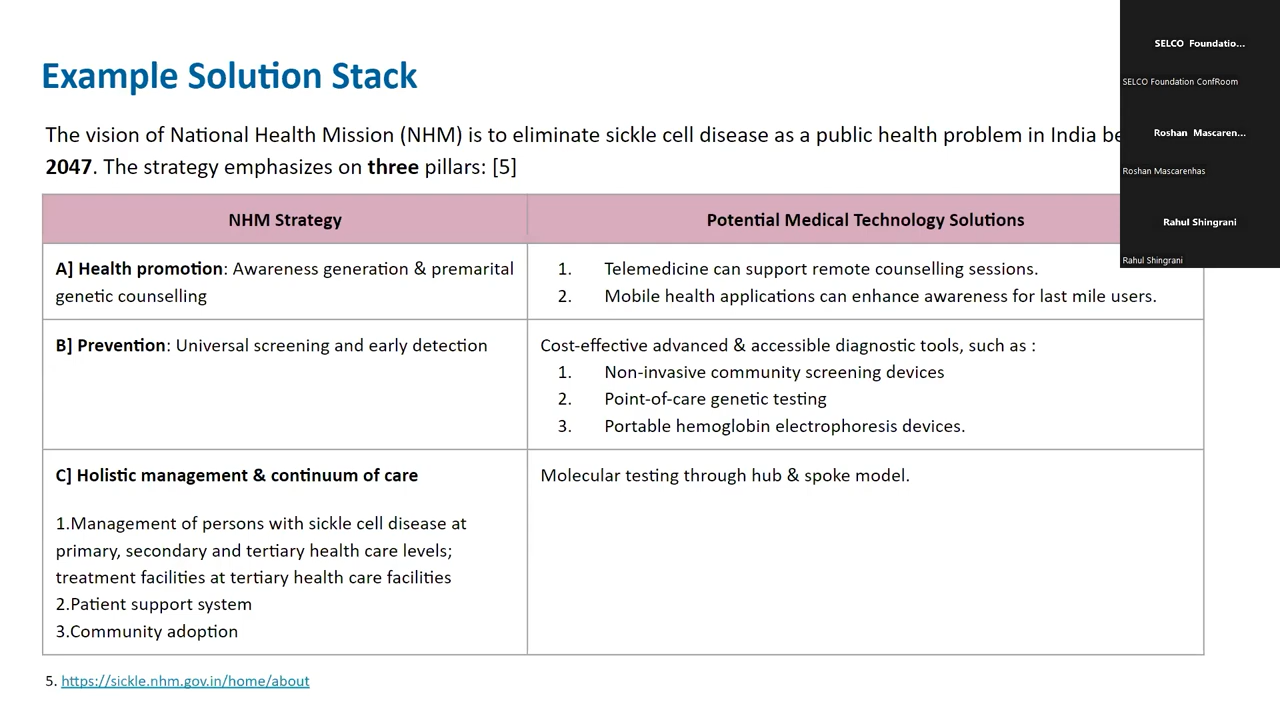 Example Solution Stack
The vision of National Health Mission (NHM) is to eliminate sickle cell disease as a public health problem in India be
2047. The strategy emphasizes on three pillars: [5]
NHM Strategy
Potential Medical Technology Solutions
A] Health promotion: Awareness generation & premarital
genetic counselling
1. Telemedicine can support remote counselling sessions.
2. Mobile health applications can enhance awareness for last mile users.
B] Prevention: Universal screening and early detection
Cost-effective advanced & accessible diagnostic tools, such as :
1. Non-invasive community screening devices
2. Point-of-care genetic testing
3. Portable hemoglobin electrophoresis devices.
C] Holistic management & continuum of care
1.Management of persons with sickle cell disease at
primary, secondary and tertiary health care levels;
treatment facilities at tertiary health care facilities
2.Patient support system
3.Community adoption
Molecular testing through hub & spoke model.
5. https://sickle.nhm.gov.in/home/about
SELCO Foundatio...
SELCO Foundation ConfRoom
Roshan Mascaren...
Roshan Mascarenhas
Rahul Shingrani
Rahul Shingrani